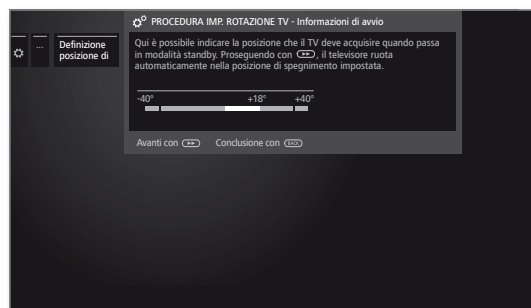 PROCEDURA IMP. ROTAZIONE TV - Informazioni di avvio
...
Definizione
posizione di
Qui è possibile indicare la posizione che il TV deve acquisire quando passa
in modalità standby. Proseguendo con , il televisore ruota
automaticamente nella posizione di spegnimento impostata.
-40° +18° +40°
Avanti con Conclusione con BACK